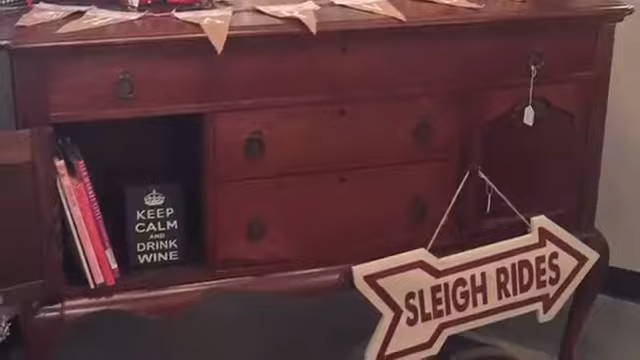 KEEP
CALM
AND
DRINK
WINE
SLEIGH RIDES